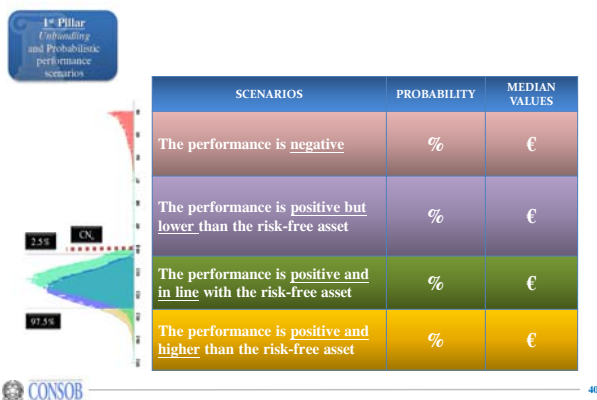 1st Pillar
Unbundling
and Probabilistic
performance
scenarios
SCENARIOS PROBABILITY MEDIAN VALUES
The performance is negative % €
The performance is positive but
lower than the risk-free asset % €
The performance is positive and
in line with the risk-free asset % €
The performance is positive and
higher than the risk-free asset % €
2.5%
97.5%
CONSOB
40